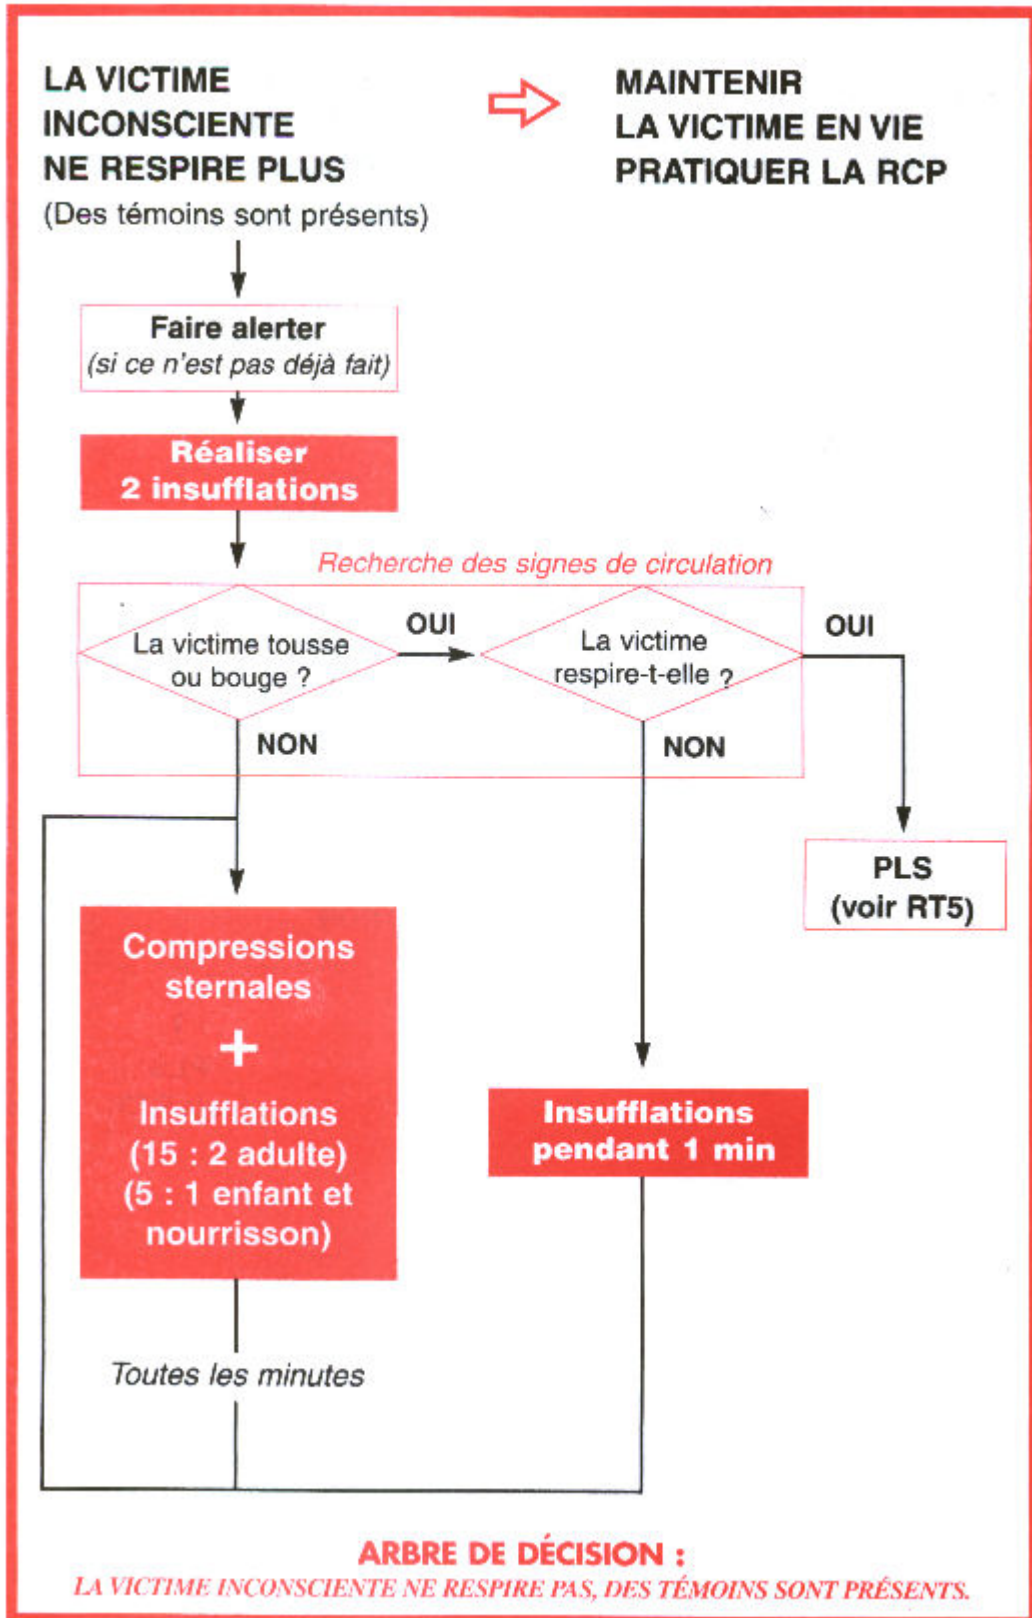 LA VICTIME
INCONSCIENTE
NE RESPIRE PLUS
(Des témoins sont présents)
MAINTENIR
LA VICTIME EN VIE
PRATIQUER LA RCP
Faire alerter
(si ce n'est pas déjà fait)
Réaliser
2 insufflations
Recherche des signes de circulation
La victime tousse
ou bouge ?
OUI
La victime
respire-t-elle ?
OUI
NON
NON
PLS
(voir RT5)
Compressions
sternales
+
Insufflations
(15 : 2 adulte)
(5 : 1 enfant et
nourrisson)
Insufflations
pendant 1 min
Toutes les minutes
ARBRE DE DÉCISION :
LA VICTIME INCONSCIENTE NE RESPIRE PAS, DES TÉMOINS SONT PRÉSENTS.